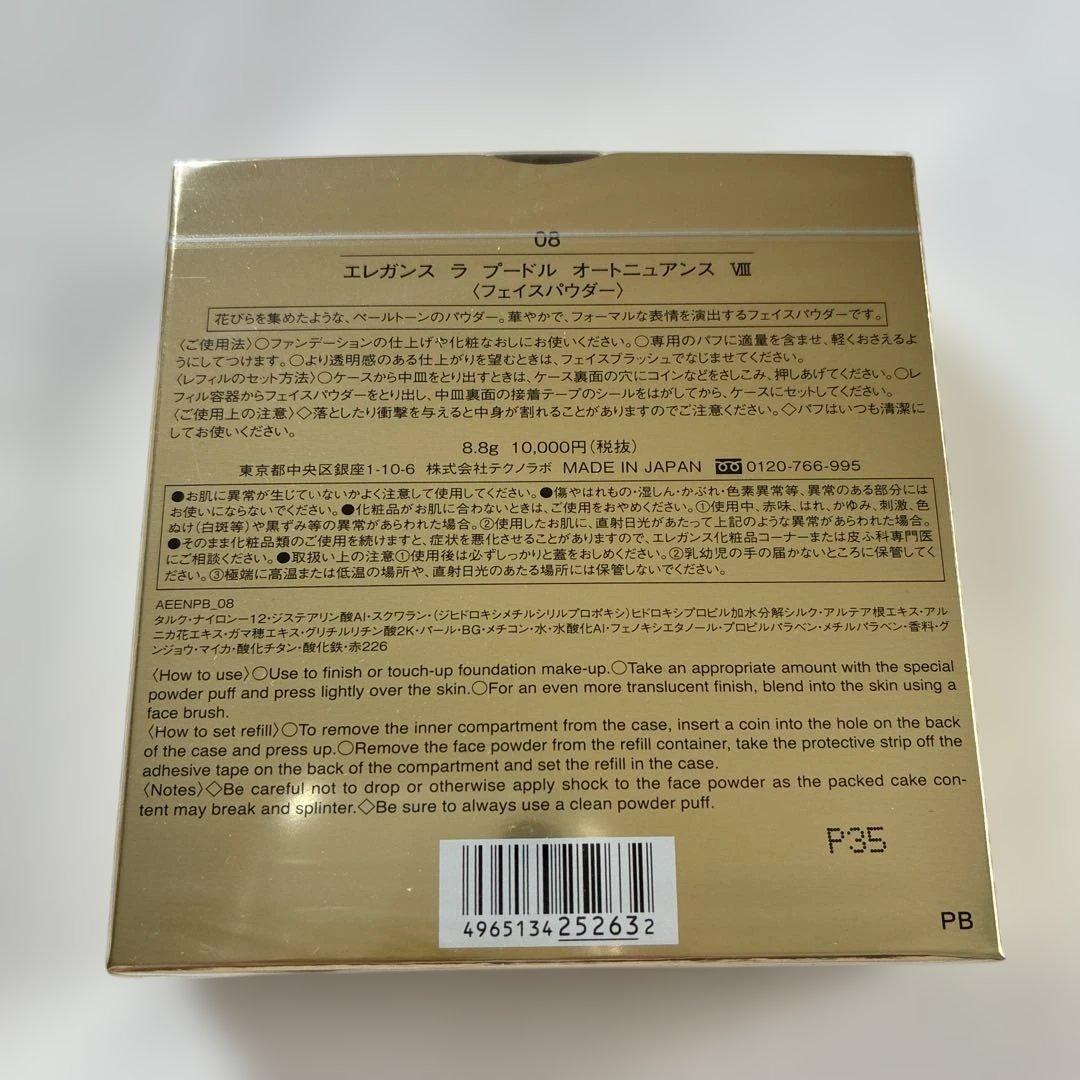 08
エレガンス ラ プードル オートニュアンス Ⅷ
〈フェイスパウダー〉
花びらを集めたような、ペールトーンのパウダー。華やかで、フォーマルな表情を演出するフェイスパウダーです。
〈ご使用法〉○ファンデーションの仕上げや化粧なおしにお使いください。○専用のパフに適量を含ませ、軽くおさえるよ
うにしてつけます。○より透明感のある仕上がりを望むときは、フェイスブラッシュでなじませてください。
〈レフィルのセット方法〉○ケースから中皿をとり出すときは、ケース裏面の穴にコインなどをさしこみ、押しあげてください。○レ
フィル容器からフェイスパウダーをとり出し、中皿裏面の接着テープのシールをはがしてから、ケースにセットしてください。
〈ご使用上の注意〉◇落としたり衝撃を与えると中身が割れることがありますのでご注意ください。◇パフはいつも清潔に
してお使いください。
8.8g 10,000円(税抜)
東京都中央区銀座1-10-6 株式会社テクノラボ MADE IN JAPAN 0120-766-995
●お肌に異常が生じていないかよく注意して使用してください。●傷やはれもの・湿しん・かぶれ・色素異常等、異常のある部分には
お使いにならないでください。●化粧品がお肌に合わないときは、ご使用をおやめください。①使用中、赤味、はれ、かゆみ、刺激、色
ぬけ(白斑等)や黒ずみ等の異常があらわれた場合。②使用したお肌に、直射日光があたって上記のような異常があらわれた場合。
●そのまま化粧品類のご使用を続けますと、症状を悪化させることがありますので、エレガンス化粧品コーナーまたは皮ふ科専門医
にご相談ください。●取扱い上の注意①使用後は必ずしっかりと蓋をおしめください。②乳幼児の手の届かないところに保管してく
ださい。③極端に高温または低温の場所や、直射日光のあたる場所には保管しないでください。
AEENPB_08
タルク・ナイロン-12・ジステアリン酸Al・スクワラン・(ジヒドロキシメチルシリルプロポキシ)ヒドロキシプロピル加水分解シルク・アルテア根エキス・アル
ニカ花エキス・ガマ穂エキス・グリチルリチン酸2K・パール・BG・メチコン・水・水酸化Al・フェノキシエタノール・プロピルパラベン・メチルパラベン・香料・グ
ンジョウ・マイカ・酸化チタン・酸化鉄・赤226
〈How to use〉○Use to finish or touch-up foundation make-up.○Take an appropriate amount with the special
powder puff and press lightly over the skin.○For an even more translucent finish, blend into the skin using a
face brush.
〈How to set refill〉○To remove the inner compartment from the case, insert a coin into the hole on the back
of the case and press up.○Remove the face powder from the refill container, take the protective strip off the
adhesive tape on the back of the compartment and set the refill in the case.
〈Notes〉◇Be careful not to drop or otherwise apply shock to the face powder as the packed cake con-
tent may break and splinter.◇Be sure to always use a clean powder puff.
P35
4965134252632
PB